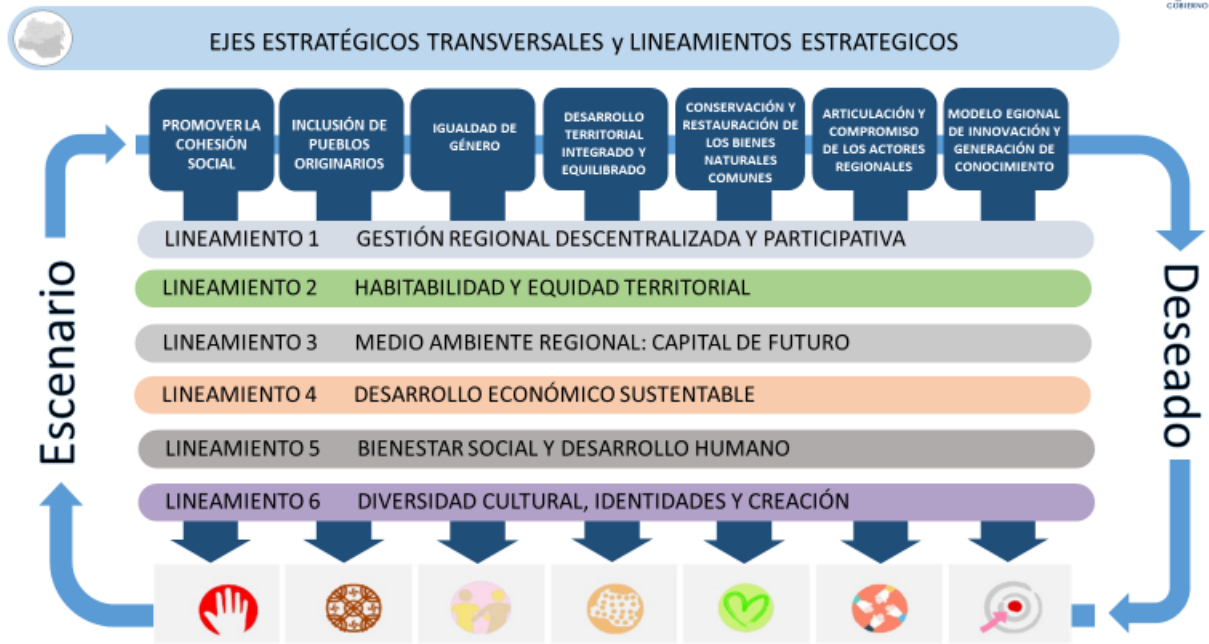 GOBIERNO
EJES ESTRATÉGICOS TRANSVERSALES y LINEAMIENTOS ESTRATEGICOS
PROMOVER LA
COHESIÓN
SOCIAL
INCLUSIÓN DE
PUEBLOS
ORIGINARIOS
IGUALDAD DE
GÉNERO
DESARROLLO
TERRITORIAL
INTEGRADO Y
EQUILIBRADO
CONSERVACIÓN Y
RESTAURACIÓN DE
LOS BIENES
NATURALES
COMUNES
ARTICULACIÓN Y
COMPROMISO
DE LOS ACTORES
REGIONALES
MODELO EGIONAL
DE INNOVACIÓN Y
GENERACIÓN DE
CONOCIMIENTO
Escenario
LINEAMIENTO 1 GESTIÓN REGIONAL DESCENTRALIZADA Y PARTICIPATIVA
LINEAMIENTO 2 HABITABILIDAD Y EQUIDAD TERRITORIAL
LINEAMIENTO 3 MEDIO AMBIENTE REGIONAL: CAPITAL DE FUTURO
LINEAMIENTO 4 DESARROLLO ECONÓMICO SUSTENTABLE
LINEAMIENTO 5 BIENESTAR SOCIAL Y DESARROLLO HUMANO
LINEAMIENTO 6 DIVERSIDAD CULTURAL, IDENTIDADES Y CREACIÓN
Deseado